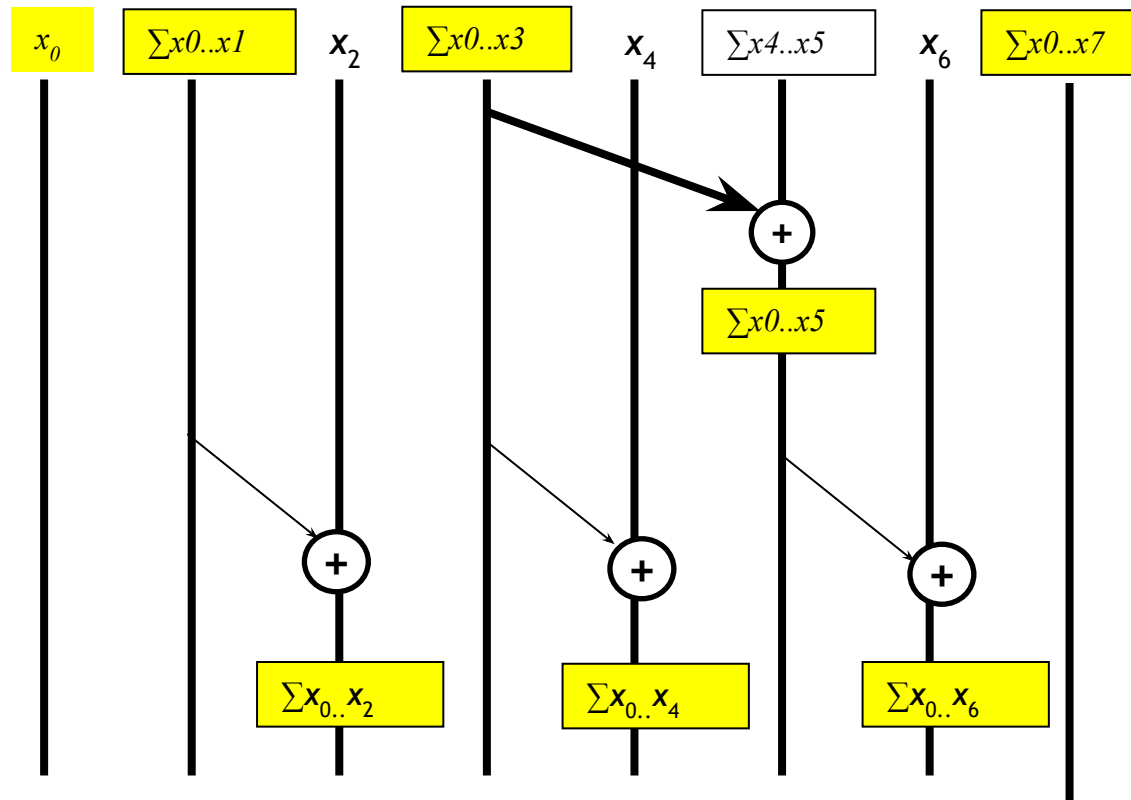 x₀ ∑x0..x1 x₂ ∑x0..x3 x₄ ∑x4..x5 x₆ ∑x0..x7
+
∑x0..x5
+ + +
∑x₀..x₂ ∑x₀..x₄ ∑x₀..x₆